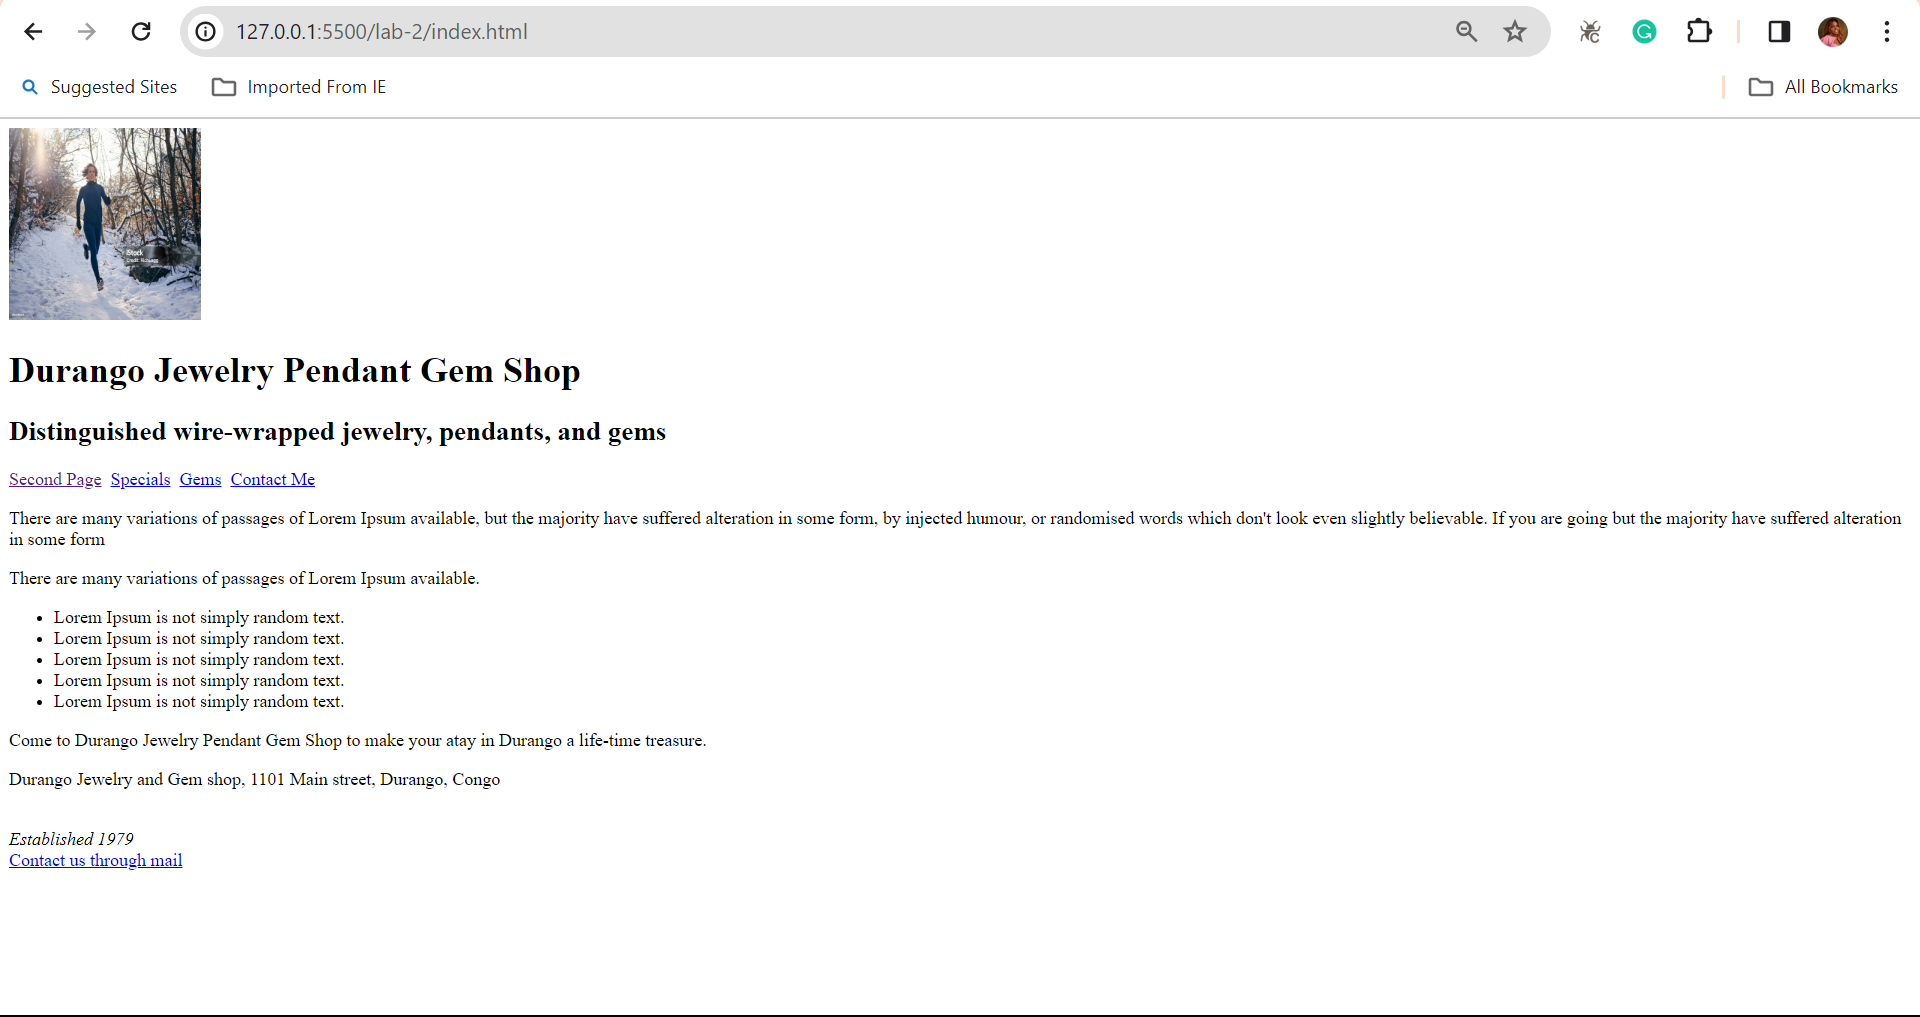 127.0.0.1:5500/lab-2/index.html
Suggested Sites Imported From IE All Bookmarks
iStock
Durango Jewelry Pendant Gem Shop
Distinguished wire-wrapped jewelry, pendants, and gems
Second Page Specials Gems Contact Me
There are many variations of passages of Lorem Ipsum available, but the majority have suffered alteration in some form, by injected humour, or randomised words which don't look even slightly believable. If you are going but the majority have suffered alteration
in some form
There are many variations of passages of Lorem Ipsum available.
• Lorem Ipsum is not simply random text.
• Lorem Ipsum is not simply random text.
• Lorem Ipsum is not simply random text.
• Lorem Ipsum is not simply random text.
• Lorem Ipsum is not simply random text.
Come to Durango Jewelry Pendant Gem Shop to make your atay in Durango a life-time treasure.
Durango Jewelry and Gem shop, 1101 Main street, Durango, Congo
Established 1979
Contact us through mail